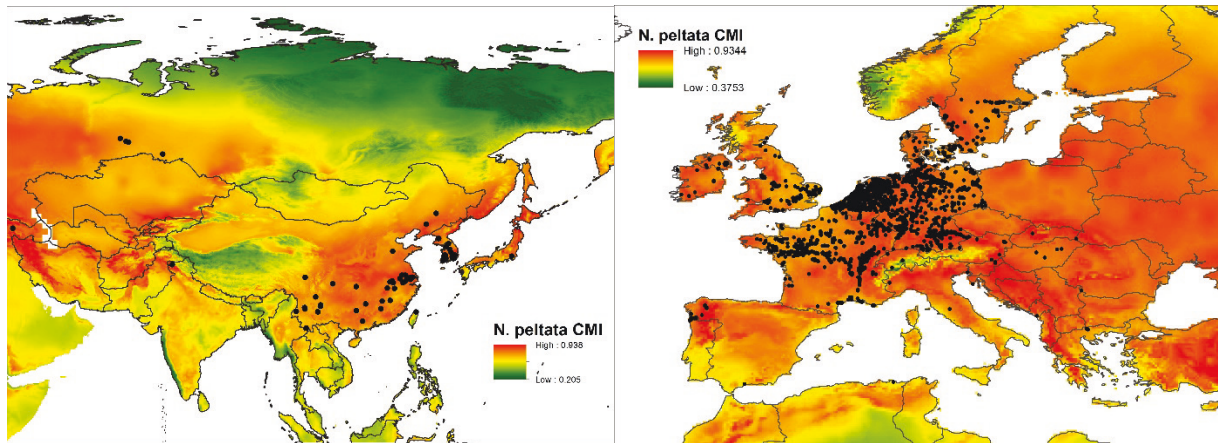 N. peltata CMI
High : 0.938
Low : 0.205
N. peltata CMI
High : 0.9344
Low : 0.3753